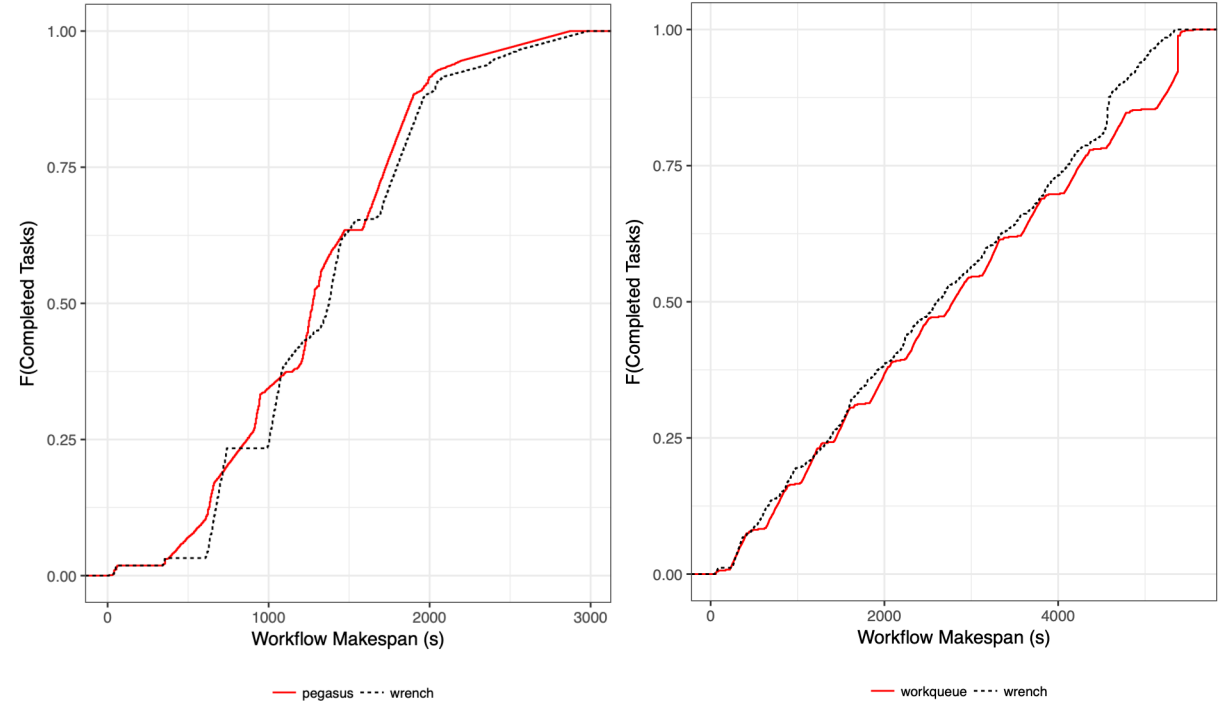 F(Completed Tasks)
1.00
0.75
0.50
0.25
0.00
0 1000 2000 3000
Workflow Makespan (s)
pegasus wrench
F(Completed Tasks)
1.00
0.75
0.50
0.25
0.00
0 2000 4000
Workflow Makespan (s)
workqueue wrench